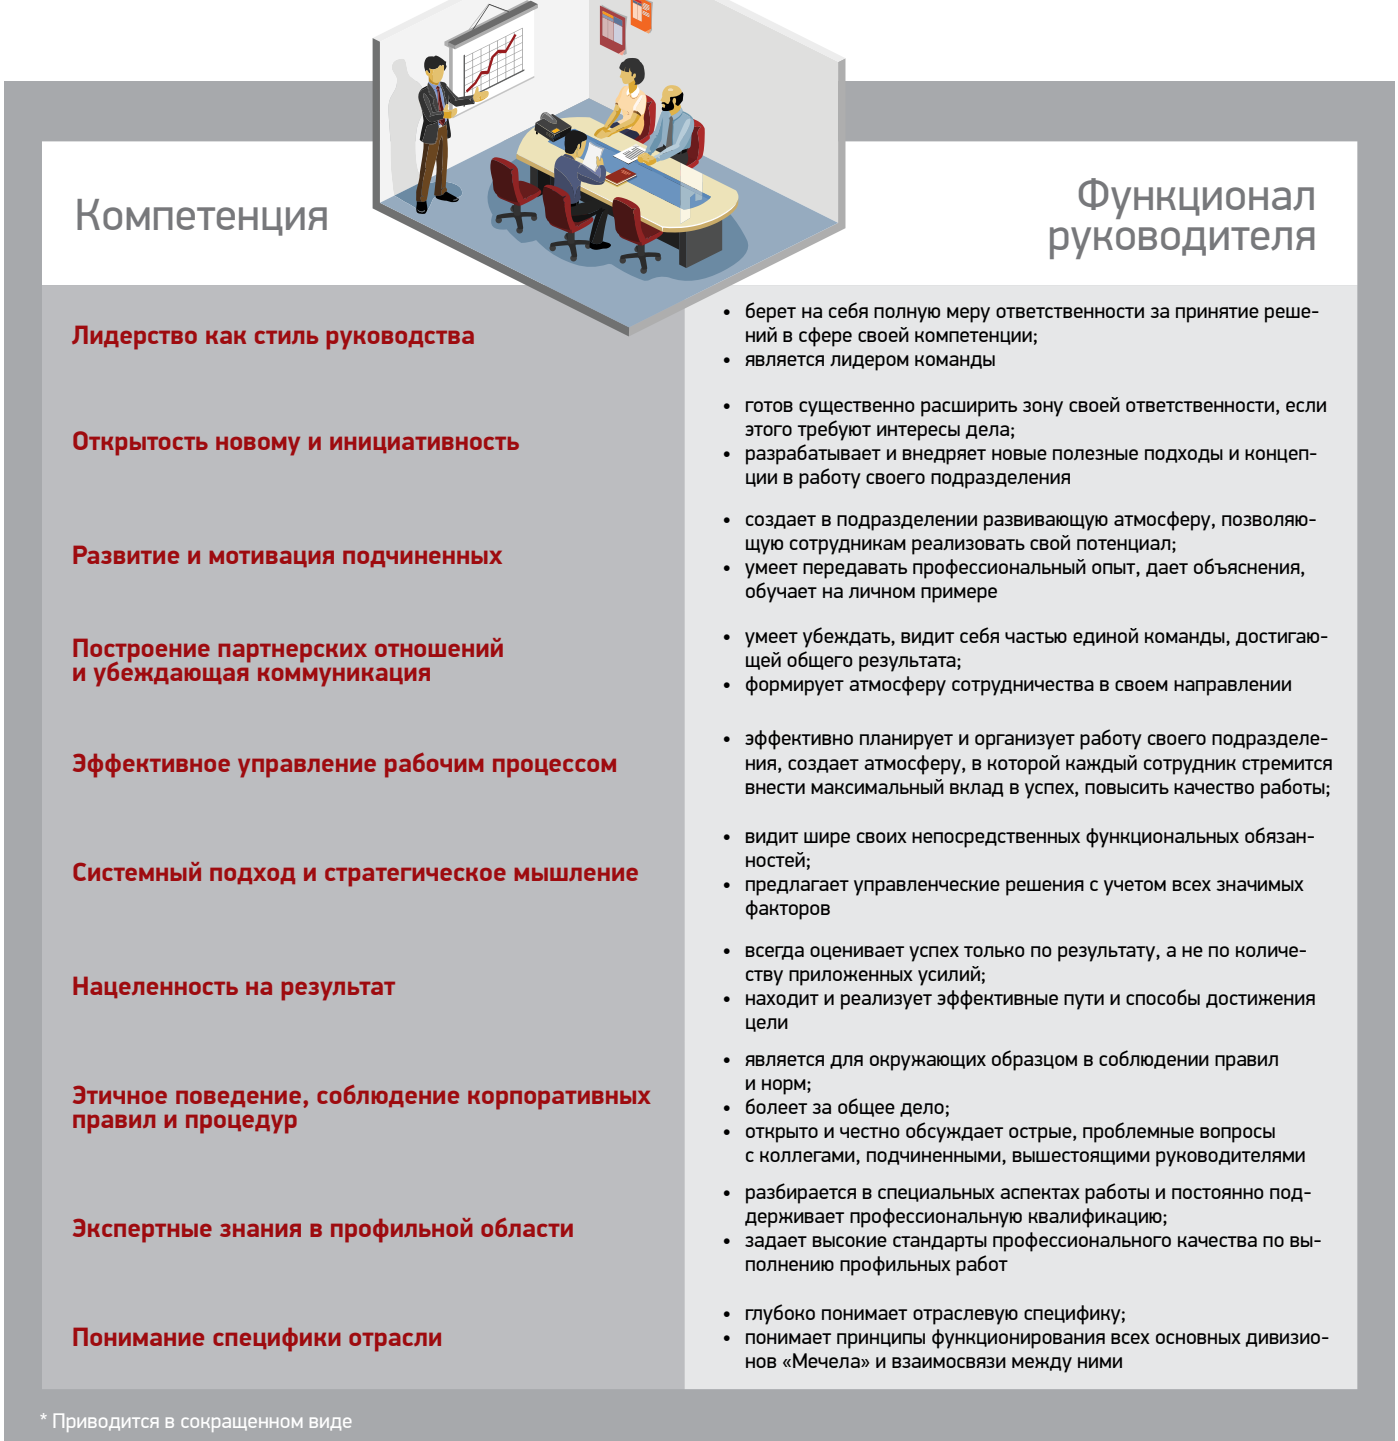 Компетенция
Функционал
руководителя
Лидерство как стиль руководства
• берет на себя полную меру ответственности за принятие реше-
ний в сфере своей компетенции;
• является лидером команды
Открытость новому и инициативность
• готов существенно расширить зону своей ответственности, если
этого требуют интересы дела;
• разрабатывает и внедряет новые полезные подходы и концеп-
ции в работу своего подразделения
Развитие и мотивация подчиненных
• создает в подразделении развивающую атмосферу, позволяю-
щую сотрудникам реализовать свой потенциал;
• умеет передавать профессиональный опыт, дает объяснения,
обучает на личном примере
Построение партнерских отношений
и убеждающая коммуникация
• умеет убеждать, видит себя частью единой команды, достигаю-
щей общего результата;
• формирует атмосферу сотрудничества в своем направлении
Эффективное управление рабочим процессом
• эффективно планирует и организует работу своего подразделе-
ния, создает атмосферу, в которой каждый сотрудник стремится
внести максимальный вклад в успех, повысить качество работы;
Системный подход и стратегическое мышление
• видит шире своих непосредственных функциональных обязан-
ностей;
• предлагает управленческие решения с учетом всех значимых
факторов
Нацеленность на результат
• всегда оценивает успех только по результату, а не по количе-
ству приложенных усилий;
• находит и реализует эффективные пути и способы достижения
цели
Этичное поведение, соблюдение корпоративных
правил и процедур
• является для окружающих образцом в соблюдении правил
и норм;
• болеет за общее дело;
• открыто и честно обсуждает острые, проблемные вопросы
с коллегами, подчиненными, вышестоящими руководителями
Экспертные знания в профильной области
• разбирается в специальных аспектах работы и постоянно под-
держивает профессиональную квалификацию;
• задает высокие стандарты профессионального качества по вы-
полнению профильных работ
Понимание специфики отрасли
• глубоко понимает отраслевую специфику;
• понимает принципы функционирования всех основных дивизио-
нов «Мечела» и взаимосвязи между ними
* Приводится в сокращенном виде